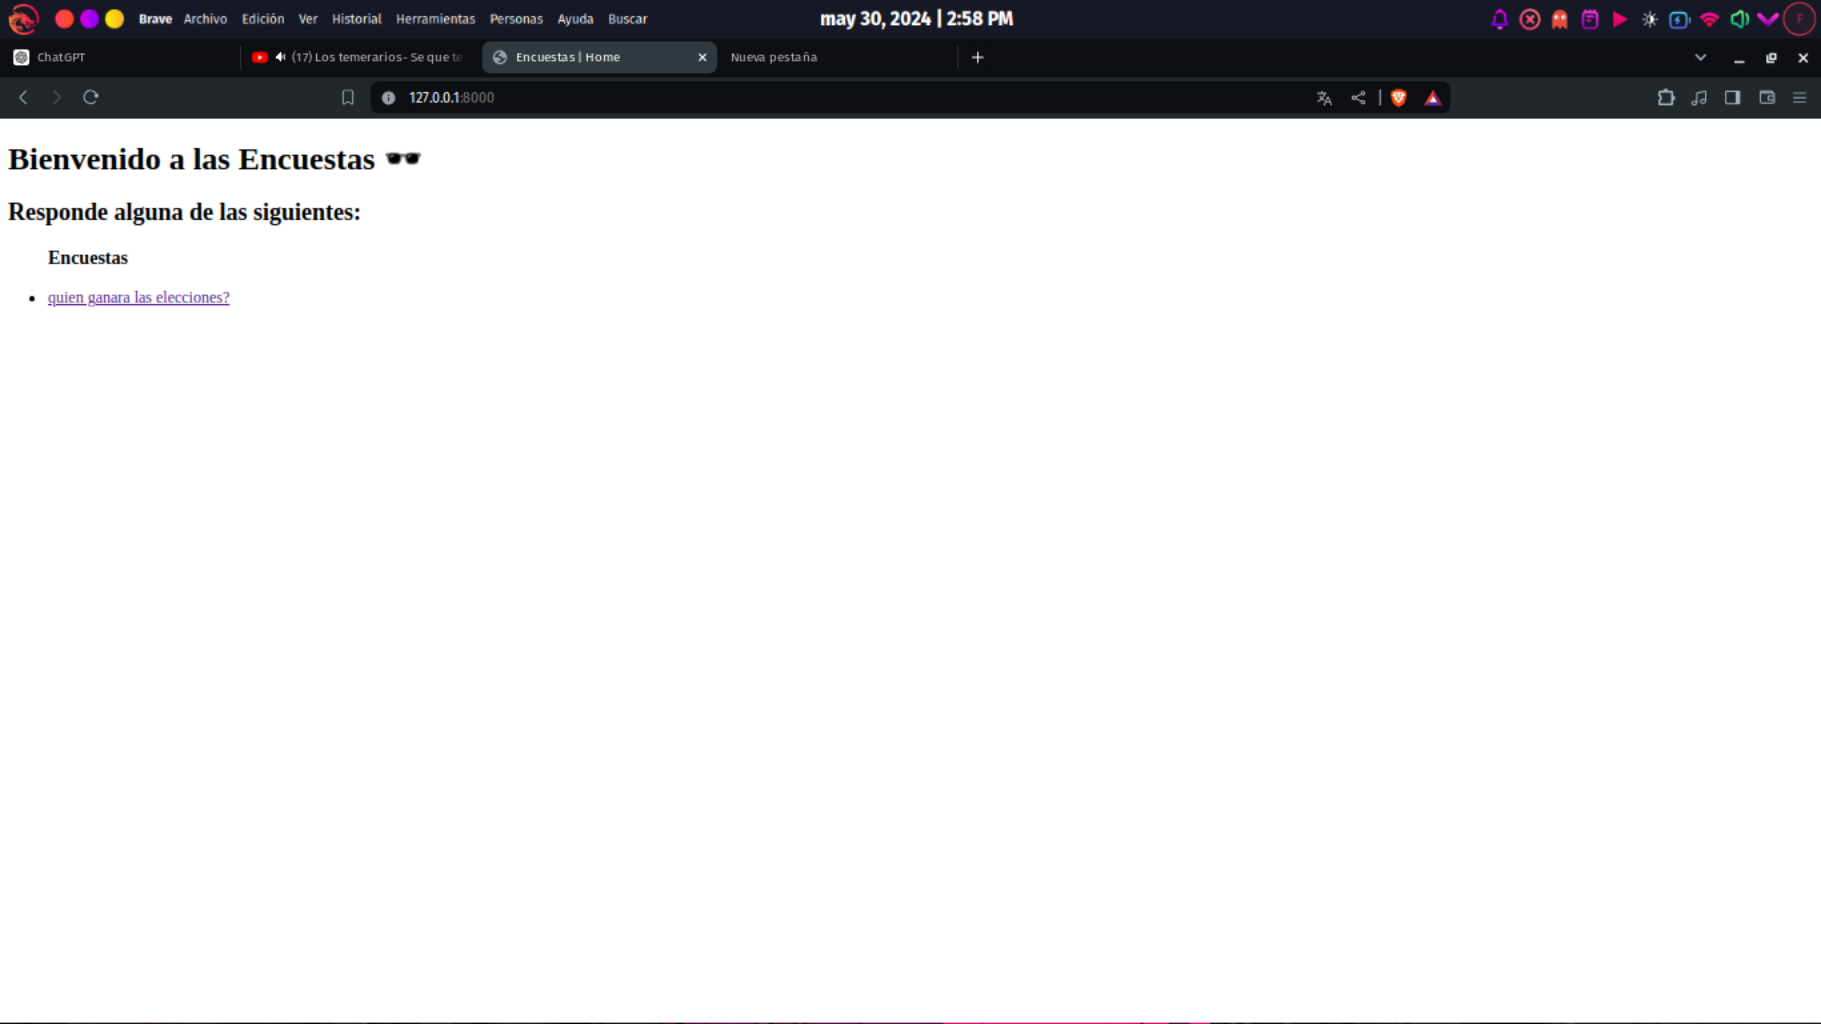 Brave Archivo Edición Ver Historial Herramientas Personas Ayuda Buscar may 30, 2024 | 2:58 PM F
ChatGPT (17) Los temerarios- Se que te Encuestas | Home Nueva pestaña
127.0.0.1:8000
Bienvenido a las Encuestas 🕶️
Responde alguna de las siguientes:
Encuestas
• quien ganara las elecciones?